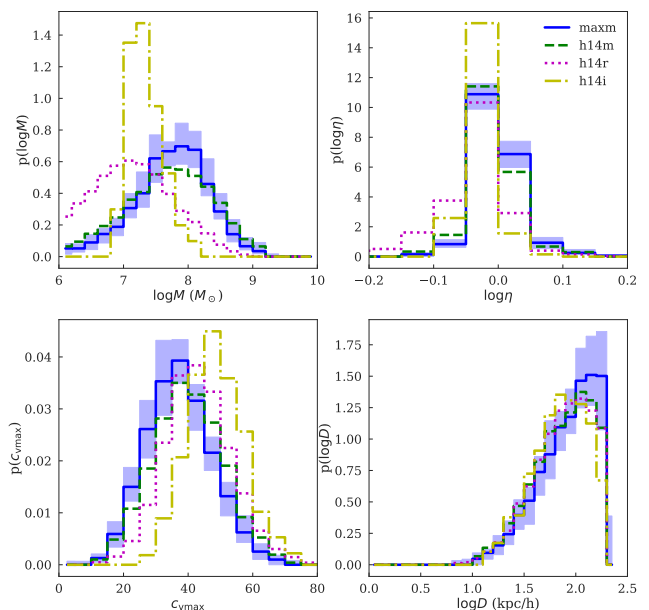 1.4
1.2
1.0
0.8
0.6
0.4
0.2
0.0
p(logM)
6 7 8 9 10
logM (M⊙)
16
14
12
10
8
6
4
2
0
p(logη)
maxm
h14m
h14r
h14i
−0.2 −0.1 0.0 0.1 0.2
logη
0.04
0.03
0.02
0.01
0.00
p(cvmax)
0 20 40 60 80
cvmax
1.75
1.50
1.25
1.00
0.75
0.50
0.25
0.00
p(logD)
0.0 0.5 1.0 1.5 2.0 2.5
logD (kpc/h)